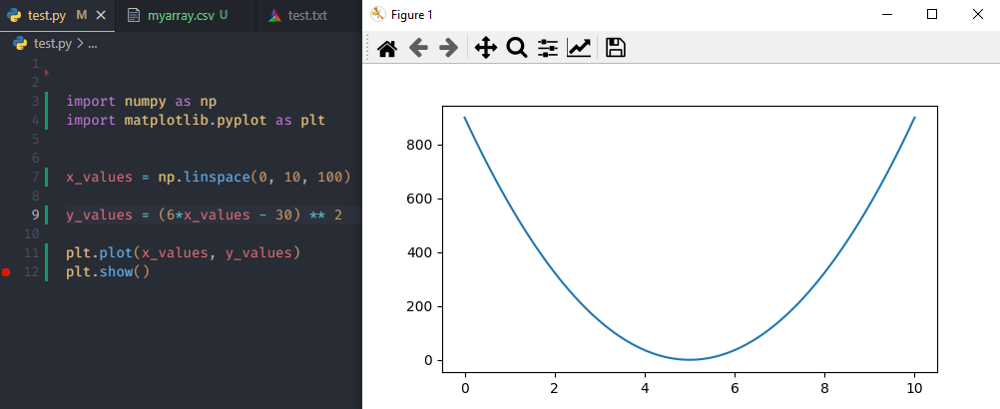 test.py M
myarray.csv U
test.txt
test.py > ...
1
2
3 import numpy as np
4 import matplotlib.pyplot as plt
5
6
7 x_values = np.linspace(0, 10, 100)
8
9 y_values = (6*x_values - 30) ** 2
10
11 plt.plot(x_values, y_values)
12 plt.show()
Figure 1
800
600
400
200
0
0 2 4 6 8 10